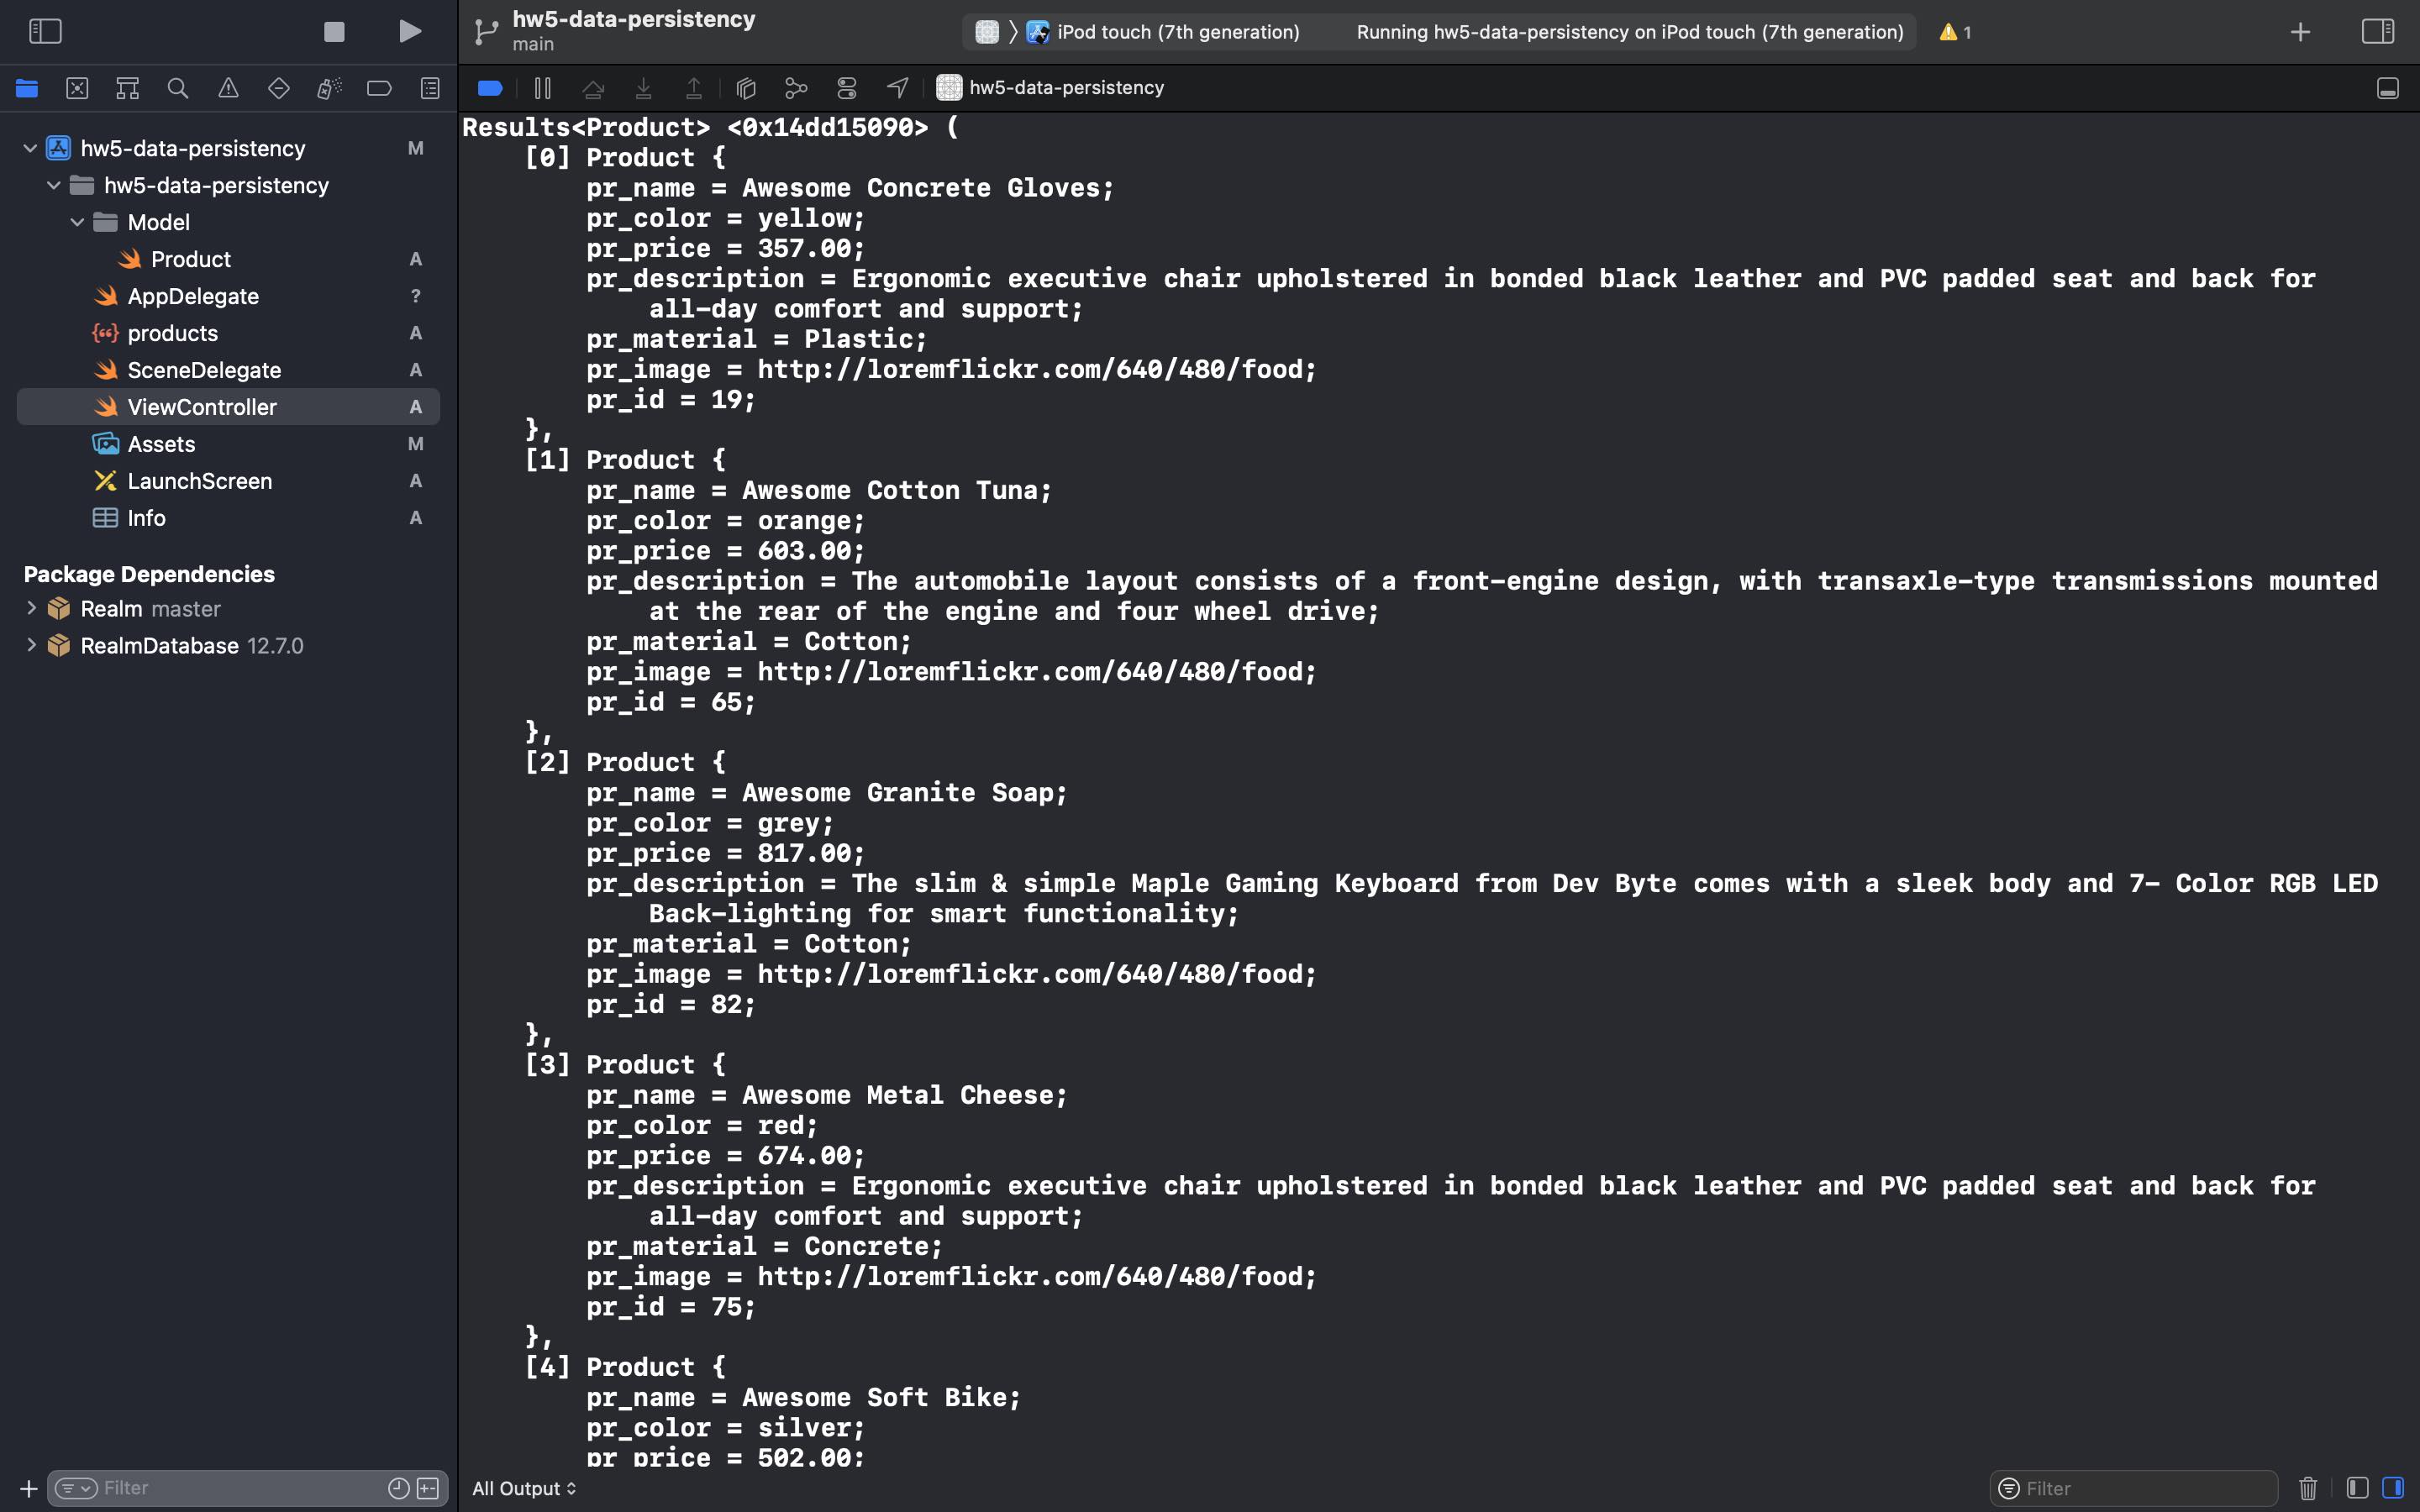 hw5-data-persistency
main
iPod touch (7th generation)
Running hw5-data-persistency on iPod touch (7th generation)
1
hw5-data-persistency
hw5-data-persistency M
hw5-data-persistency
Model
Product A
AppDelegate ?
products A
SceneDelegate A
ViewController A
Assets M
LaunchScreen A
Info A
Package Dependencies
Realm master
RealmDatabase 12.7.0
Filter
Results<Product> <0x14dd15090> (
[0] Product {
pr_name = Awesome Concrete Gloves;
pr_color = yellow;
pr_price = 357.00;
pr_description = Ergonomic executive chair upholstered in bonded black leather and PVC padded seat and back for
all-day comfort and support;
pr_material = Plastic;
pr_image = http://loremflickr.com/640/480/food;
pr_id = 19;
},
[1] Product {
pr_name = Awesome Cotton Tuna;
pr_color = orange;
pr_price = 603.00;
pr_description = The automobile layout consists of a front-engine design, with transaxle-type transmissions mounted
at the rear of the engine and four wheel drive;
pr_material = Cotton;
pr_image = http://loremflickr.com/640/480/food;
pr_id = 65;
},
[2] Product {
pr_name = Awesome Granite Soap;
pr_color = grey;
pr_price = 817.00;
pr_description = The slim & simple Maple Gaming Keyboard from Dev Byte comes with a sleek body and 7- Color RGB LED
Back-lighting for smart functionality;
pr_material = Cotton;
pr_image = http://loremflickr.com/640/480/food;
pr_id = 82;
},
[3] Product {
pr_name = Awesome Metal Cheese;
pr_color = red;
pr_price = 674.00;
pr_description = Ergonomic executive chair upholstered in bonded black leather and PVC padded seat and back for
all-day comfort and support;
pr_material = Concrete;
pr_image = http://loremflickr.com/640/480/food;
pr_id = 75;
},
[4] Product {
pr_name = Awesome Soft Bike;
pr_color = silver;
pr_price = 502.00;
All Output
Filter